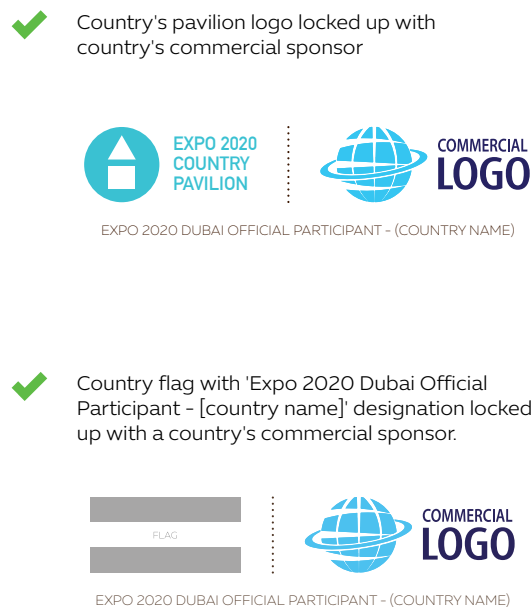 Country's pavilion logo locked up with
country's commercial sponsor
EXPO 2020
COUNTRY
PAVILION
COMMERCIAL
LOGO
EXPO 2020 DUBAI OFFICIAL PARTICIPANT - (COUNTRY NAME)
Country flag with 'Expo 2020 Dubai Official
Participant - [country name]' designation locked
up with a country's commercial sponsor.
FLAG
COMMERCIAL
LOGO
EXPO 2020 DUBAI OFFICIAL PARTICIPANT - (COUNTRY NAME)